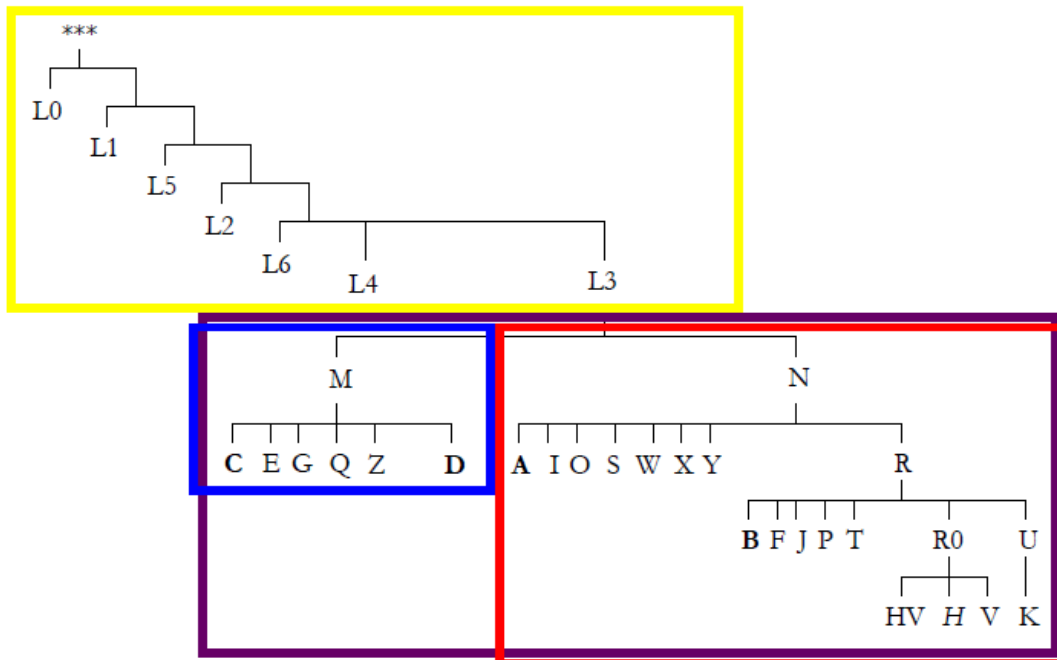 ***
L0
L1
L5
L2
L6
L4 L3
M N
C E G Q Z D A I O S W X Y R
B F J P T R0 U
HV H V K